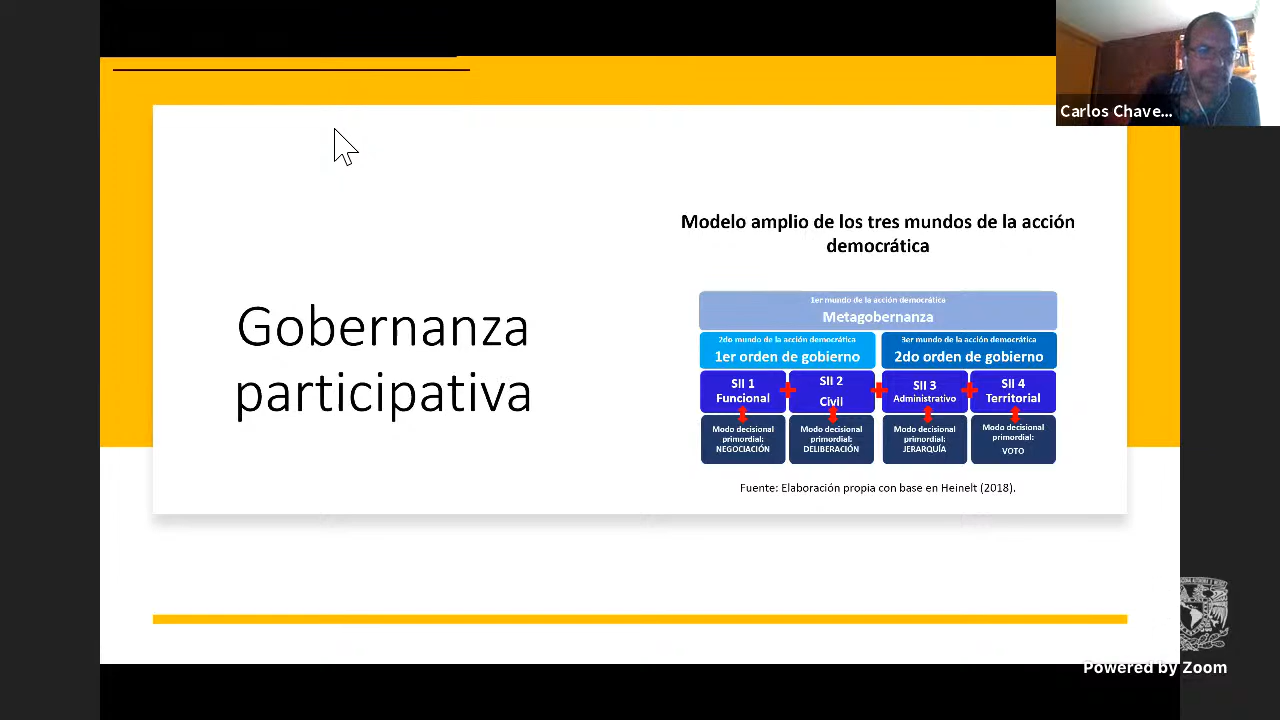 Carlos Chave...
Gobernanza
participativa
Modelo amplio de los tres mundos de la acción
democrática
1er mundo de la acción democrática
Metagobernanza
2do mundo de la acción democrática
1er orden de gobierno
3er mundo de la acción democrática
2do orden de gobierno
SII 1
Funcional
SII 2
Civil
SII 3
Administrativo
SII 4
Territorial
Modo decisional
primordial:
NEGOCIACIÓN
Modo decisional
primordial:
DELIBERACIÓN
Modo decisional
primordial:
JERARQUÍA
Modo decisional
primordial:
VOTO
Fuente: Elaboración propia con base en Heinelt (2018).
Powered by Zoom